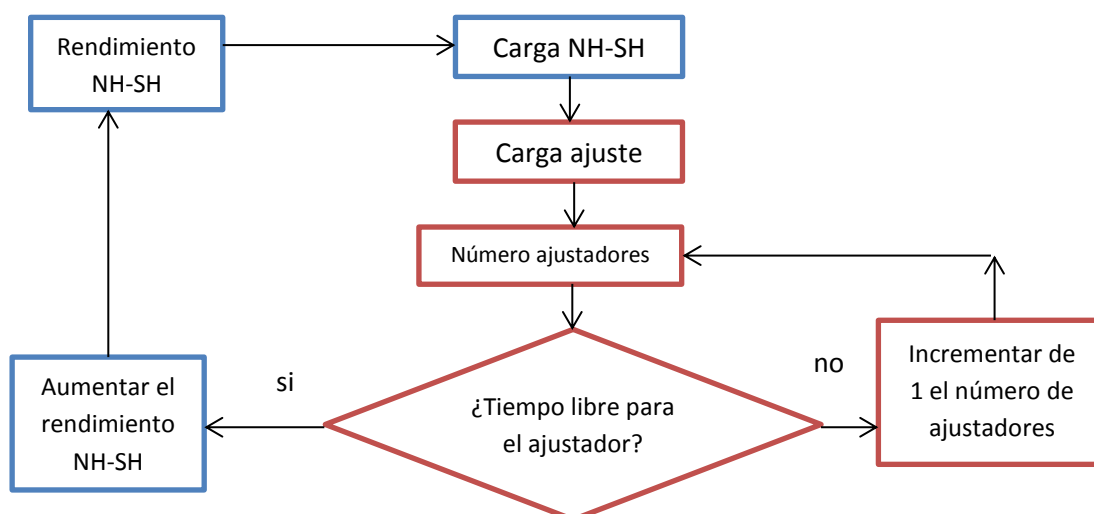 Rendimiento
NH-SH
Carga NH-SH
Carga ajuste
Número ajustadores
Aumentar el
rendimiento
NH-SH
si
¿Tiempo libre para
el ajustador?
no
Incrementar de
1 el número de
ajustadores